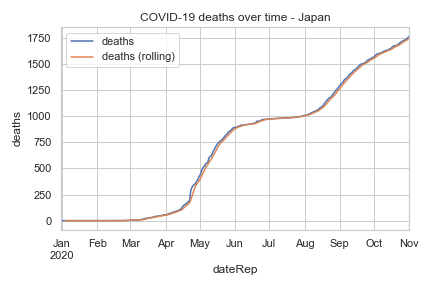 COVID-19 deaths over time - Japan
deaths
deaths (rolling)
1750
1500
1250
1000
750
500
250
0
deaths
Jan Feb Mar Apr May Jun Jul Aug Sep Oct Nov
2020
dateRep